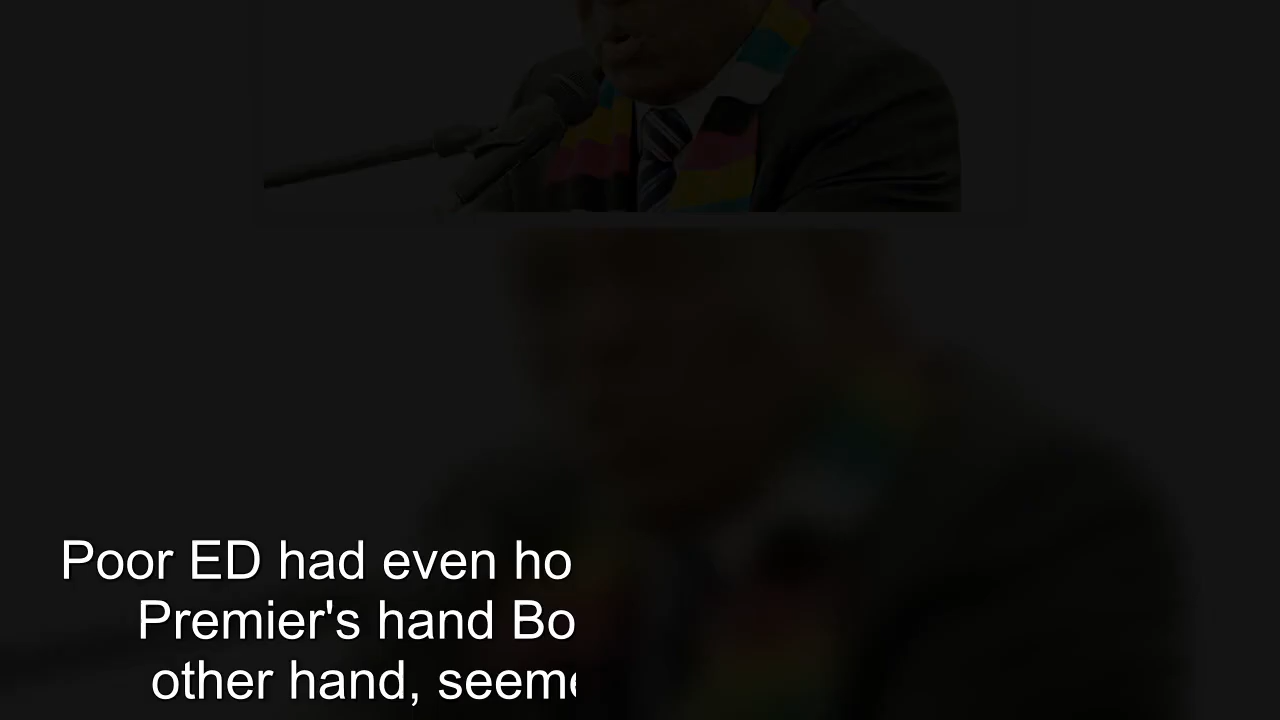 Poor ED had even ho
Premier's hand Bo
other hand, seem